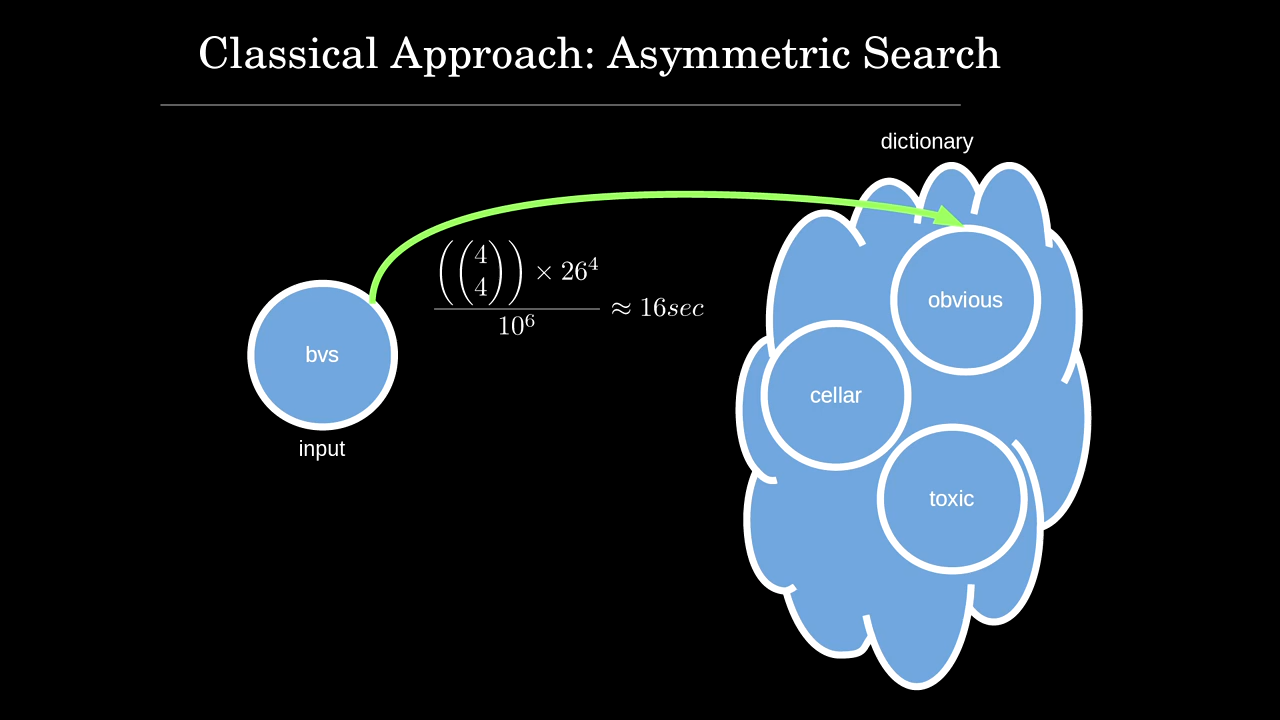 Classical Approach: Asymmetric Search
dictionary
((4 4)) × 26^4 / 10^6 ≈ 16sec
obvious
bvs
cellar
input
toxic